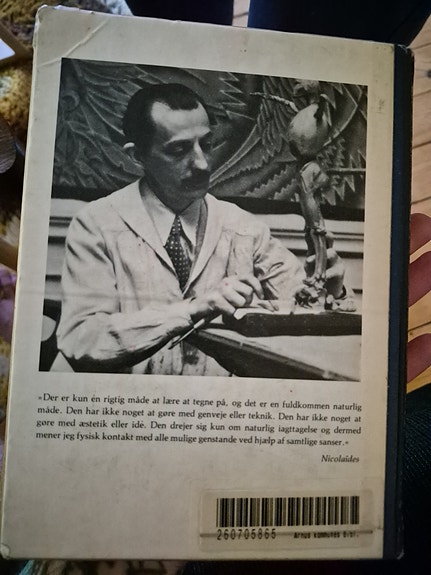 »Der er kun én rigtig måde at lære at tegne på, og det er en fuldkommen naturlig
måde. Den har ikke noget at gøre med genveje eller teknik. Den har ikke noget at
gøre med æstetik eller idé. Den drejer sig kun om naturlig iagttagelse og dermed
mener jeg fysisk kontakt med alle mulige genstande ved hjælp af samtlige sanser.«
Nicolaïdes
260705865
KOMMUNES